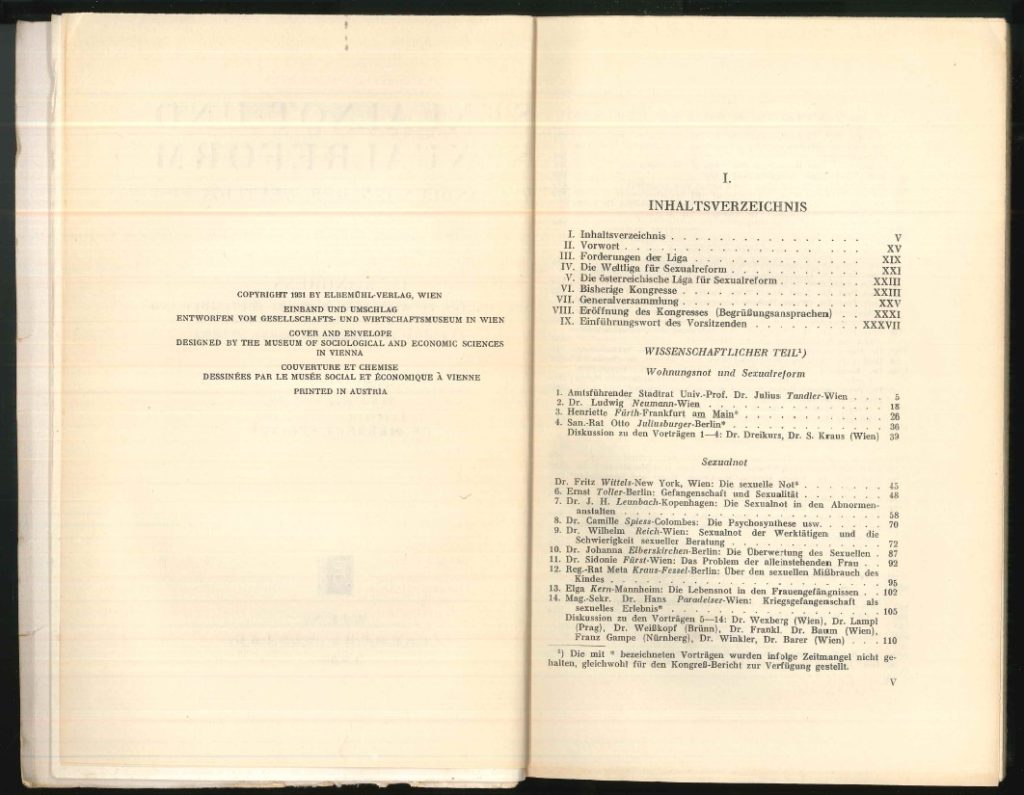 COPYRIGHT 1931 BY ELBEMÜHL-VERLAG, WIEN
EINBAND UND UMSCHLAG
ENTWORFEN VOM GESELLSCHAFTS- UND WIRTSCHAFTSMUSEUM IN WIEN
COVER AND ENVELOPE
DESIGNED BY THE MUSEUM OF SOCIOLOGICAL AND ECONOMIC SCIENCES
IN VIENNA
COUVERTURE ET CHEMISE
DESSINÉES PAR LE MUSÉE SOCIAL ET ÉCONOMIQUE À VIENNE
PRINTED IN AUSTRIA
I.
INHALTSVERZEICHNIS
I. Inhaltsverzeichnis . . . . . . . . . . . . . . V
II. Vorwort . . . . . . . . . . . . . . . . . XV
III. Forderungen der Liga . . . . . . . . . . . . . XIX
IV. Die Weltliga für Sexualreform . . . . . . . . . . XXI
V. Die österreichische Liga für Sexualreform . . . . . . XXIII
VI. Bisherige Kongresse . . . . . . . . . . . . . XXIII
VII. Generalversammlung . . . . . . . . . . . . . XXV
VIII. Eröffnung des Kongresses (Begrüßungsansprachen) . . XXXI
IX. Einführungswort des Vorsitzenden . . . . . . . . XXXVII
WISSENSCHAFTLICHER TEIL¹)
Wohnungsnot und Sexualreform
1. Amtsführender Stadtrat Univ.-Prof. Dr. Julius Tandler-Wien . . . 5
2. Dr. Ludwig Neumann-Wien . . . . . . . . . . . . 18
3. Henriette Fürth-Frankfurt am Main* . . . . . . . . . . 26
4. San.-Rat Otto Juliusburger-Berlin* . . . . . . . . . . 36
Diskussion zu den Vorträgen 1—4: Dr. Dreikurs, Dr. S. Kraus (Wien) 39
Sexualnot
Dr. Fritz Wittels-New York, Wien: Die sexuelle Not* . . . . . . . 45
6. Ernst Toller-Berlin: Gefangenschaft und Sexualität . . . . . . 48
7. Dr. J. H. Leunbach-Kopenhagen: Die Sexualnot in den Abnormen-
anstalten . . . . . . . . . . . . . . . . . . 58
8. Dr. Camille Spiess-Colombes: Die Psychosynthese usw. . . . . . 70
9. Dr. Wilhelm Reich-Wien: Sexualnot der Werktätigen und die
Schwierigkeit sexueller Beratung . . . . . . . . . . . 72
10. Dr. Johanna Elberskirchen-Berlin: Die Überwertung des Sexuellen . 87
11. Dr. Sidonie Fürst-Wien: Das Problem der alleinstehenden Frau . . 92
12. Reg.-Rat Meta Kraus-Fessel-Berlin: Über den sexuellen Mißbrauch des
Kindes . . . . . . . . . . . . . . . . . . . 95
13. Elga Kern-Mannheim: Die Lebensnot in den Frauengefängnissen . . 102
14. Mag.-Sekr. Dr. Hans Paradeiser-Wien: Kriegsgefangenschaft als
sexuelles Erlebnis* . . . . . . . . . . . . . . . 105
Diskussion zu den Vorträgen 5—14: Dr. Wexberg (Wien), Dr. Lampl
(Prag), Dr. Weißkopf (Brünn), Dr. Frankl, Dr. Baum (Wien),
Franz Gampe (Nürnberg), Dr. Winkler, Dr. Barer (Wien) . . . 110
¹) Die mit * bezeichneten Vorträgen wurden infolge Zeitmangel nicht ge-
halten, gleichwohl für den Kongreß-Bericht zur Verfügung gestellt.
V